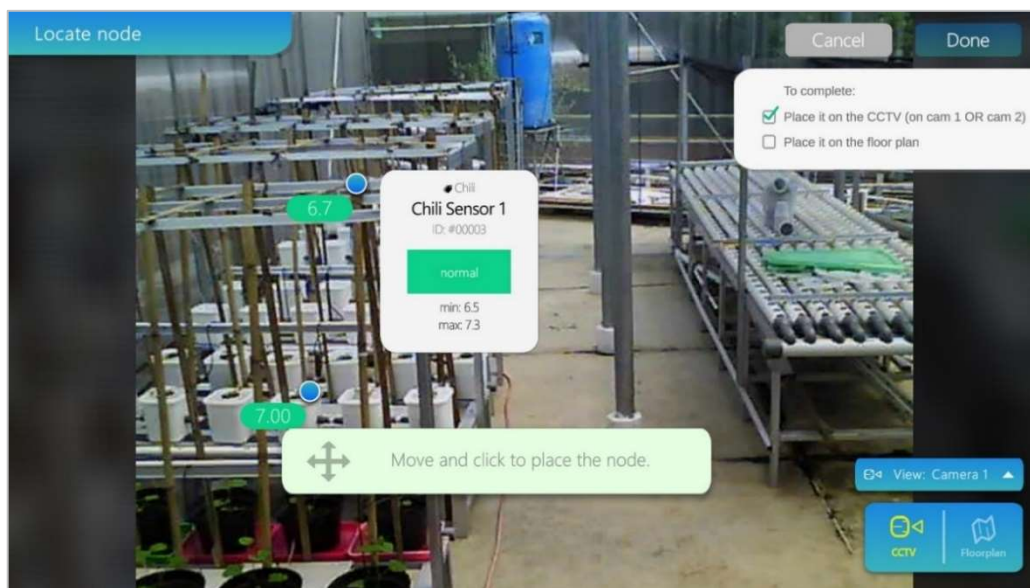 Locate node
Cancel
Done
To complete:
Place it on the CCTV (on cam 1 OR cam 2)
Place it on the floor plan
6.7
Chili
Chili Sensor 1
ID: #00003
normal
min: 6.5
max: 7.3
7.00
Move and click to place the node.
View: Camera 1
CCTV
Floorplan